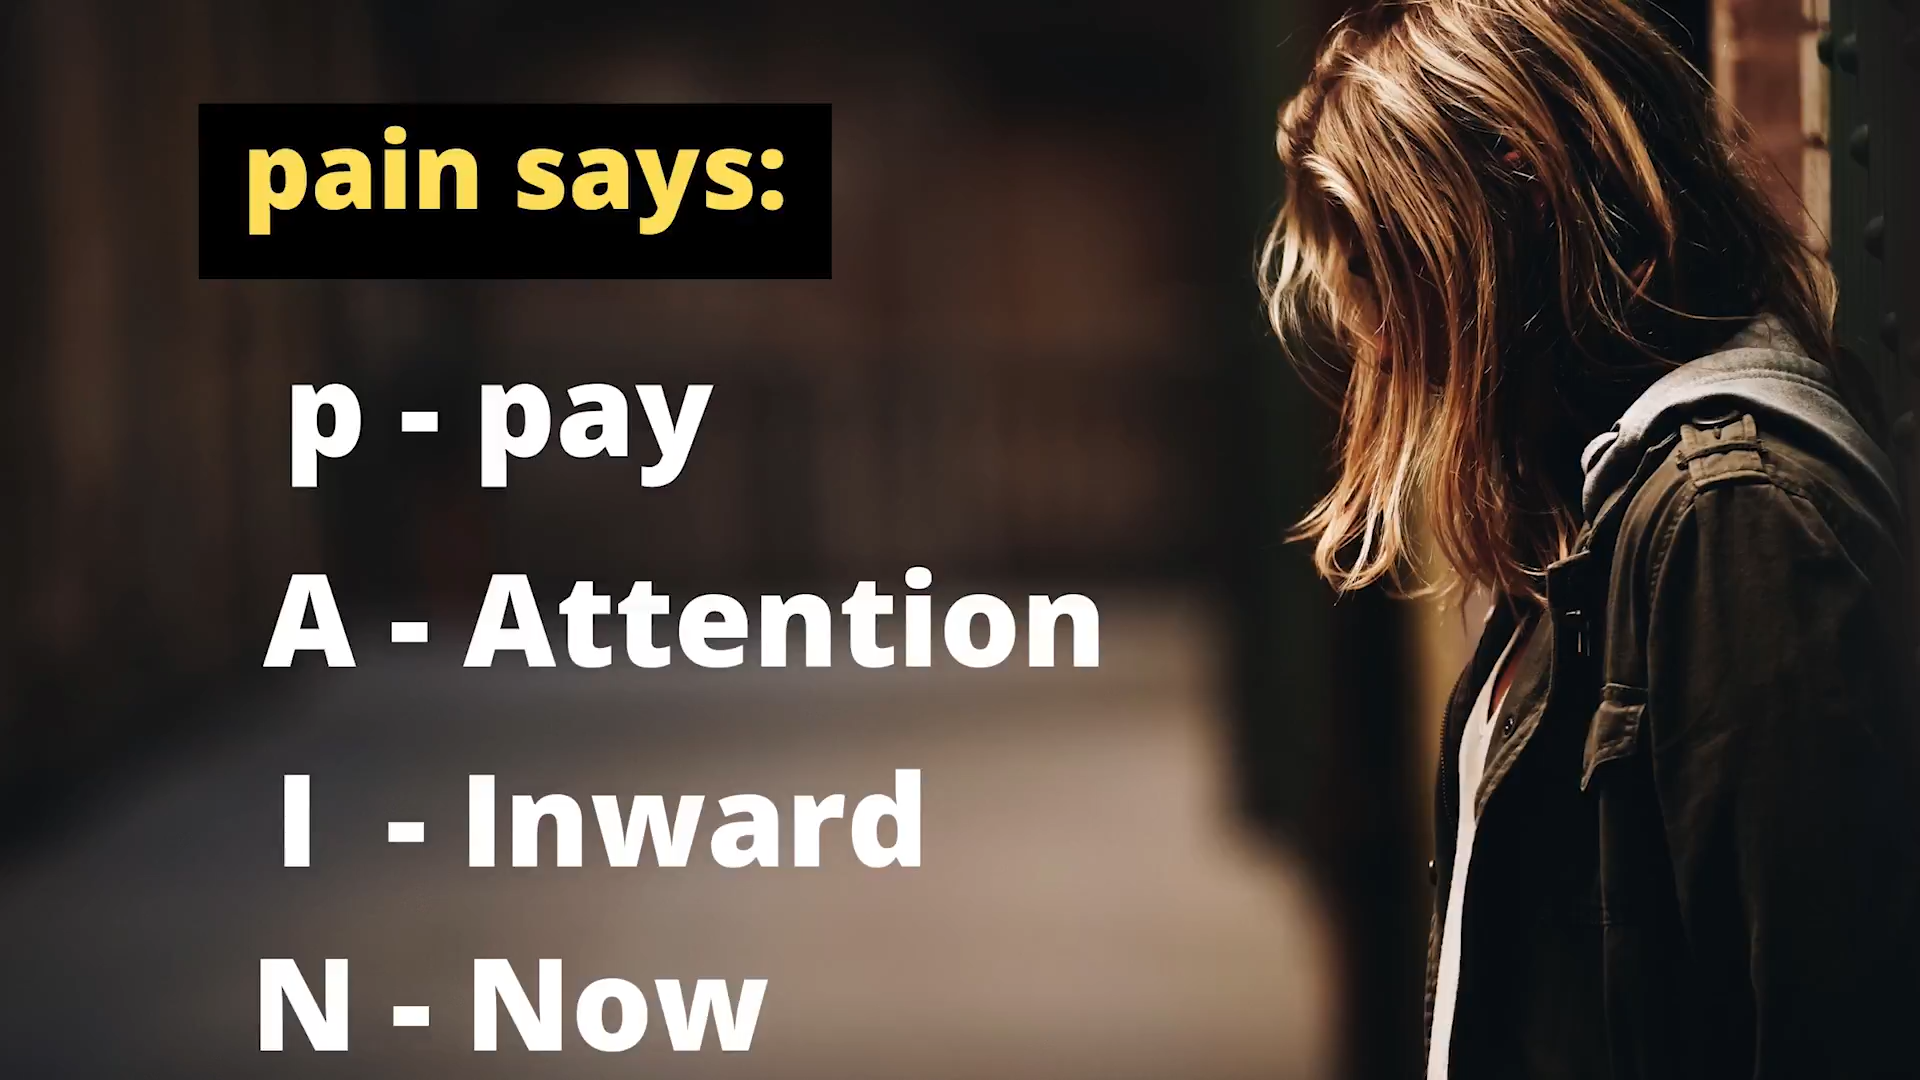 pain says:
p - pay
A - Attention
I - Inward
N - Now